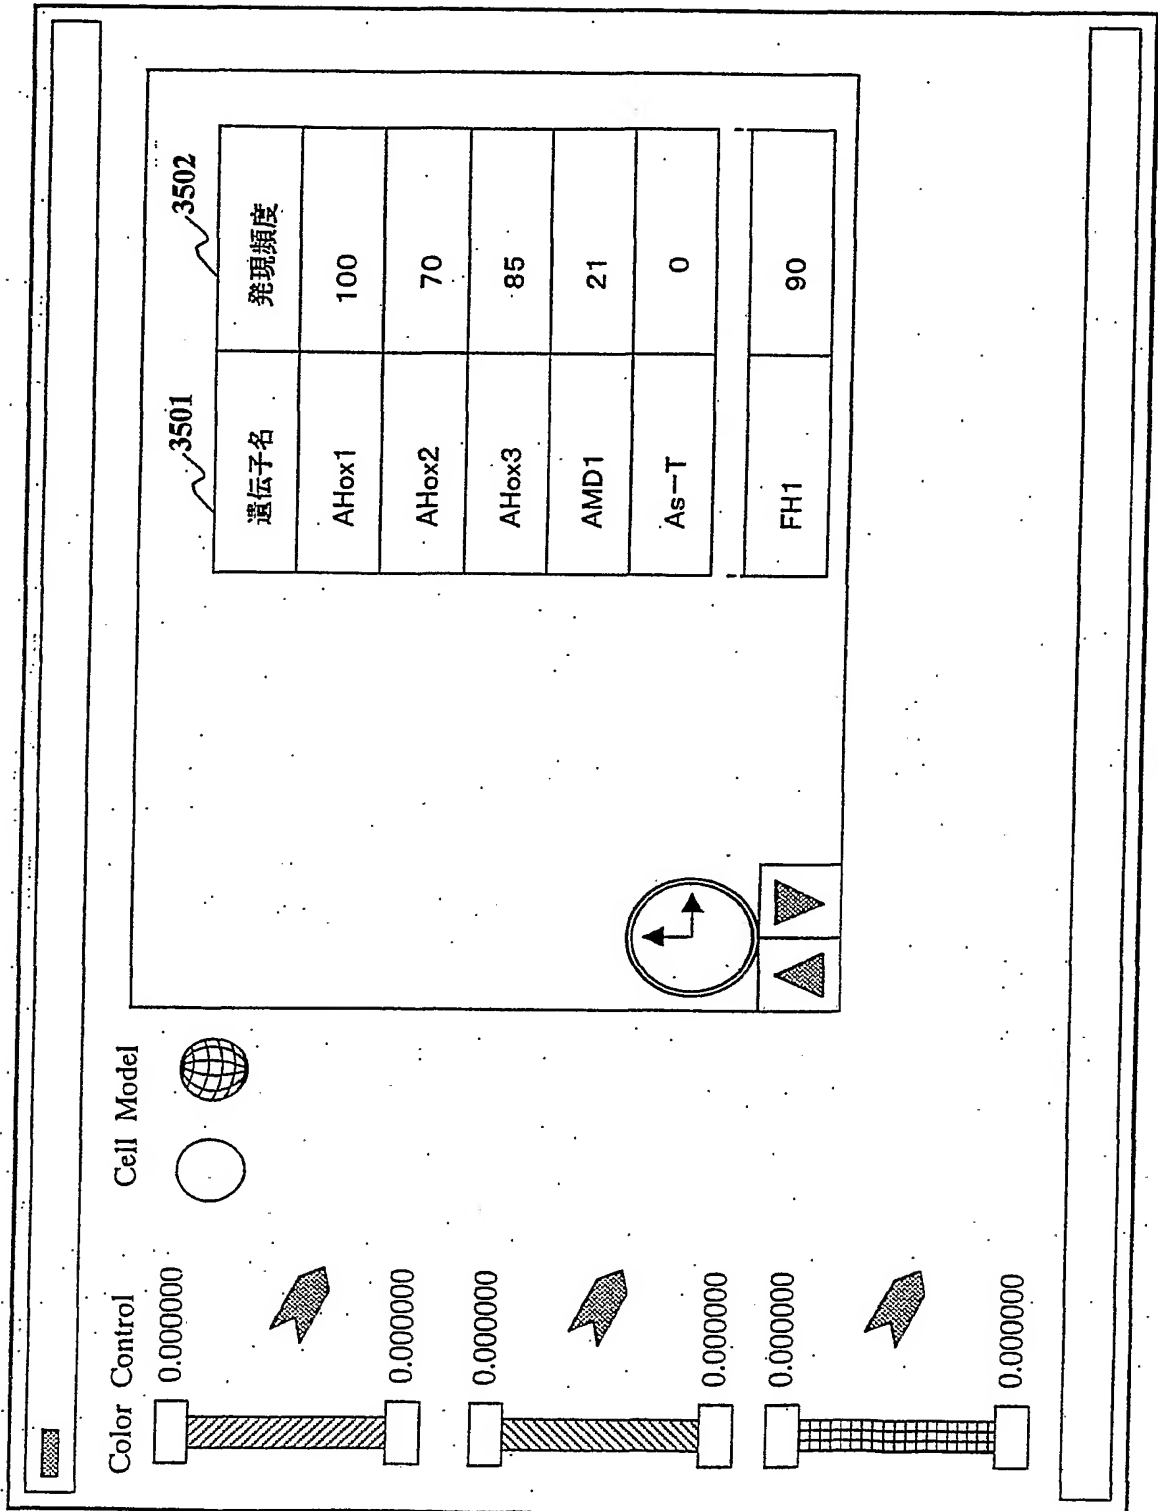 Color Control
Cell Model
0.000000
0.000000
0.000000
0.000000
0.000000
0.000000
3501
3502
遺伝子名 発現頻度
AHox1 100
AHox2 70
AHox3 85
AMD1 21
As－T 0
FH1 90